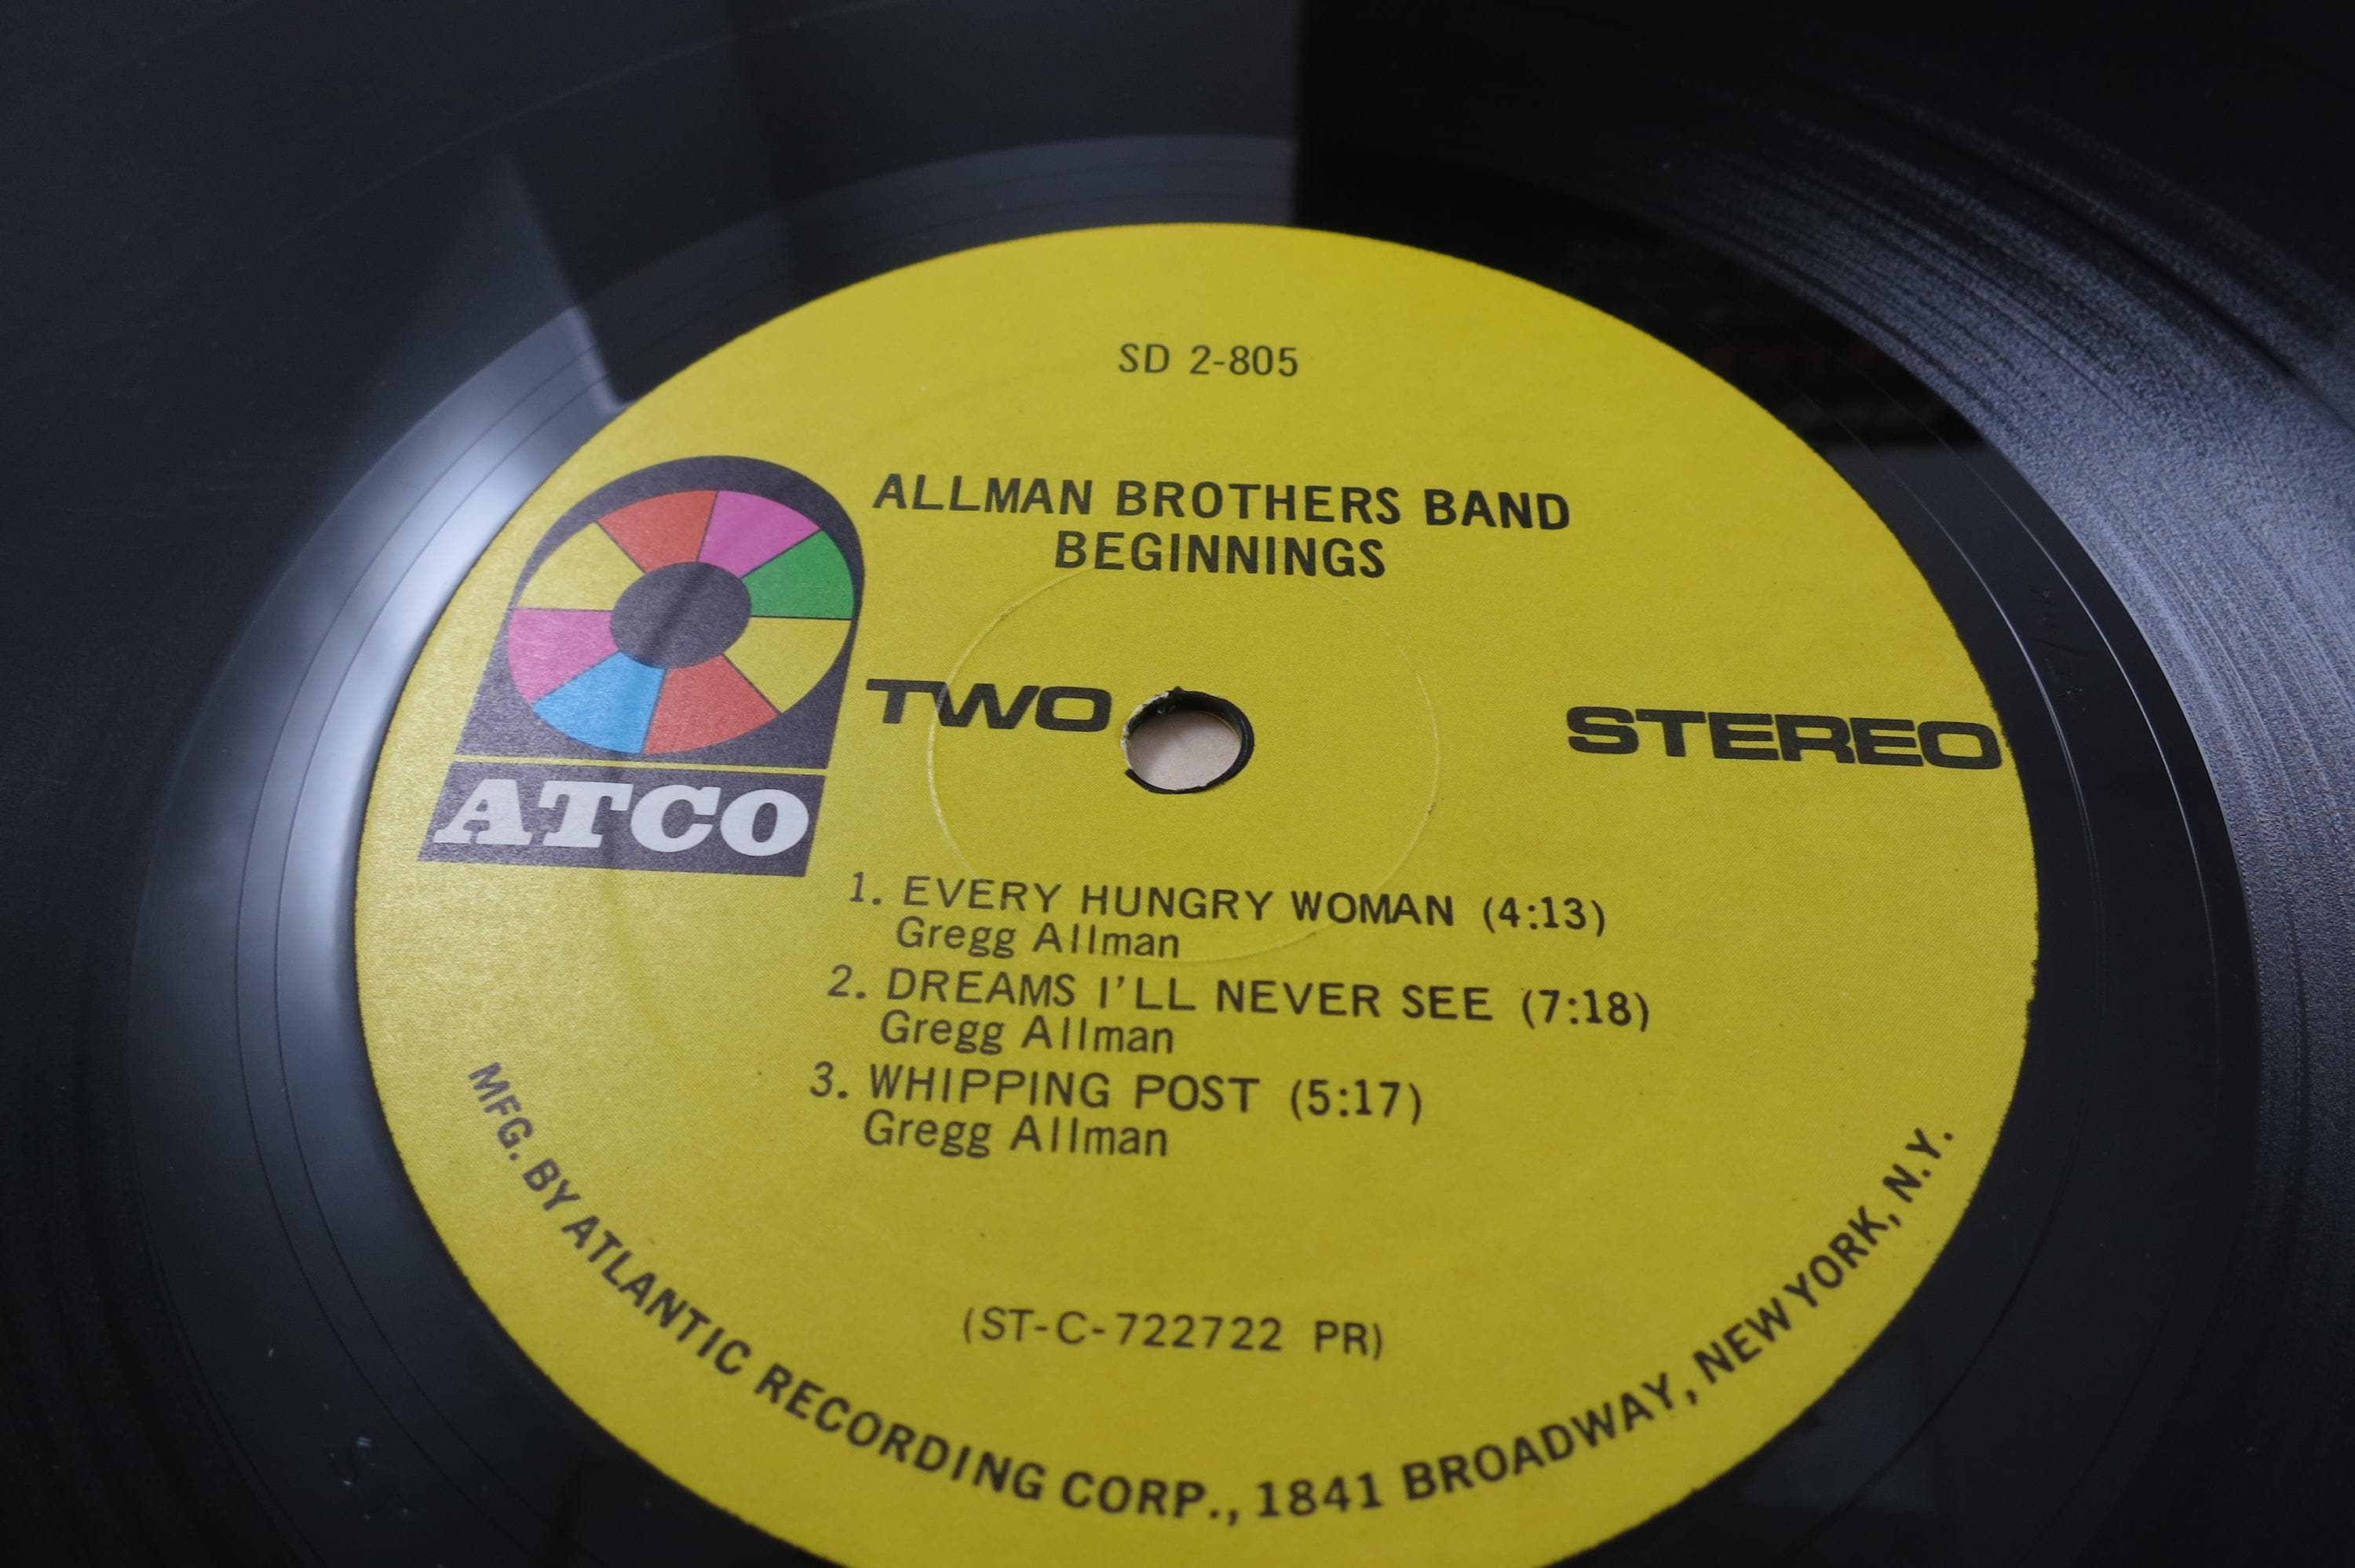 SD 2-805
ALLMAN BROTHERS BAND
BEGINNINGS
TWO
STEREO
ATCO
1. EVERY HUNGRY WOMAN (4:13)
Gregg Allman
2. DREAMS I'LL NEVER SEE (7:18)
Gregg Allman
3. WHIPPING POST (5:17)
Gregg Allman
(ST-C-722722 PR)
MFG. BY ATLANTIC RECORDING CORP., 1841 BROADWAY, NEW YORK, N.Y.